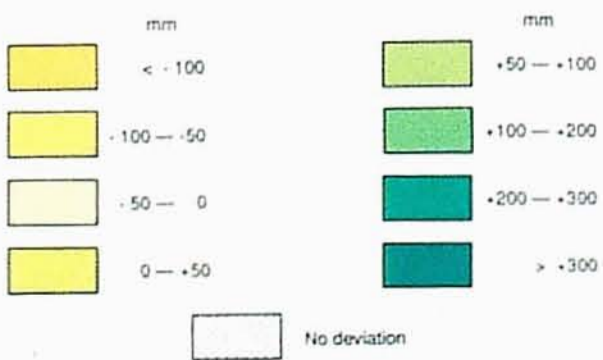 mm
< -100
-100 — -50
-50 — 0
0 — +50
mm
+50 — +100
+100 — +200
+200 — +300
> +300
No deviation